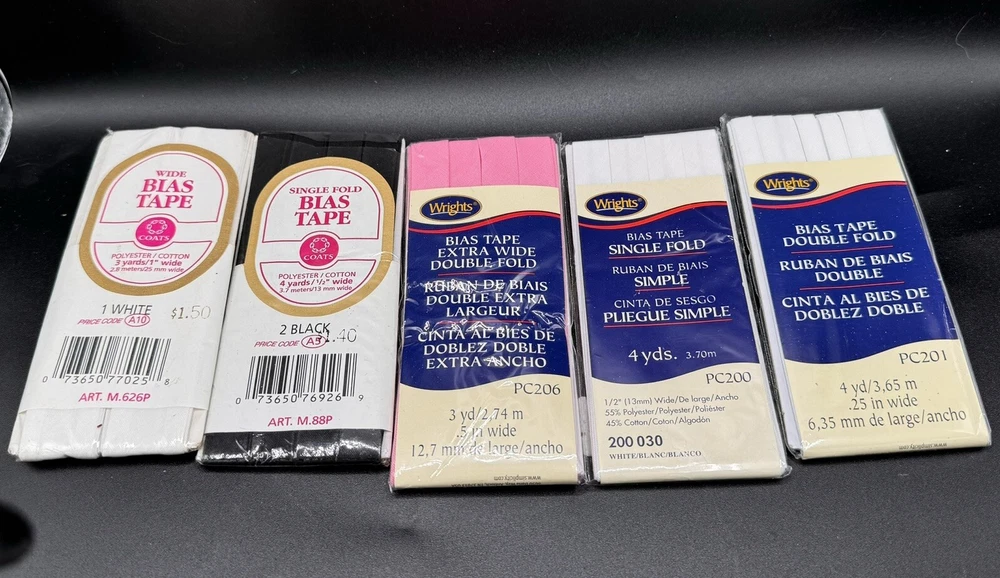 WIDE
BIAS
TAPE
COATS
POLYESTER / COTTON
3 yards/1" wide
2.8 meters/25 mm wide
1 WHITE
PRICE CODE A10
$1.50
0 73650 77025 8
ART. M.626P
SINGLE FOLD
BIAS
TAPE
COATS
POLYESTER / COTTON
4 yards/1/2" wide
3.7 meters/13 mm wide
2 BLACK
PRICE CODE A5
1.40
0 73650 76926 9
ART. M.88P
Wrights®
BIAS TAPE
EXTRA WIDE
DOUBLE FOLD
RUBAN DE BIAIS
DOUBLE EXTRA
LARGEUR
CINTA AL BIES DE
DOBLEZ DOBLE
EXTRA ANCHO
PC206
3 yd/2,74 m
.5 in wide
12,7 mm de large/ancho
Wrights®
BIAS TAPE
SINGLE FOLD
RUBAN DE BIAIS
SIMPLE
CINTA DE SESGO
PLIEGUE SIMPLE
4 yds. 3.70m
PC200
1/2" (13mm) Wide/De large/Ancho
55% Polyester/Polyester/Poliéster
45% Cotton/Coton/Algodón
200 030
WHITE/BLANC/BLANCO
Wrights®
BIAS TAPE
DOUBLE FOLD
RUBAN DE BIAIS
DOUBLE
CINTA AL BIES DE
DOBLEZ DOBLE
PC201
4 yd/3,65 m
.25 in wide
6,35 mm de large/ancho